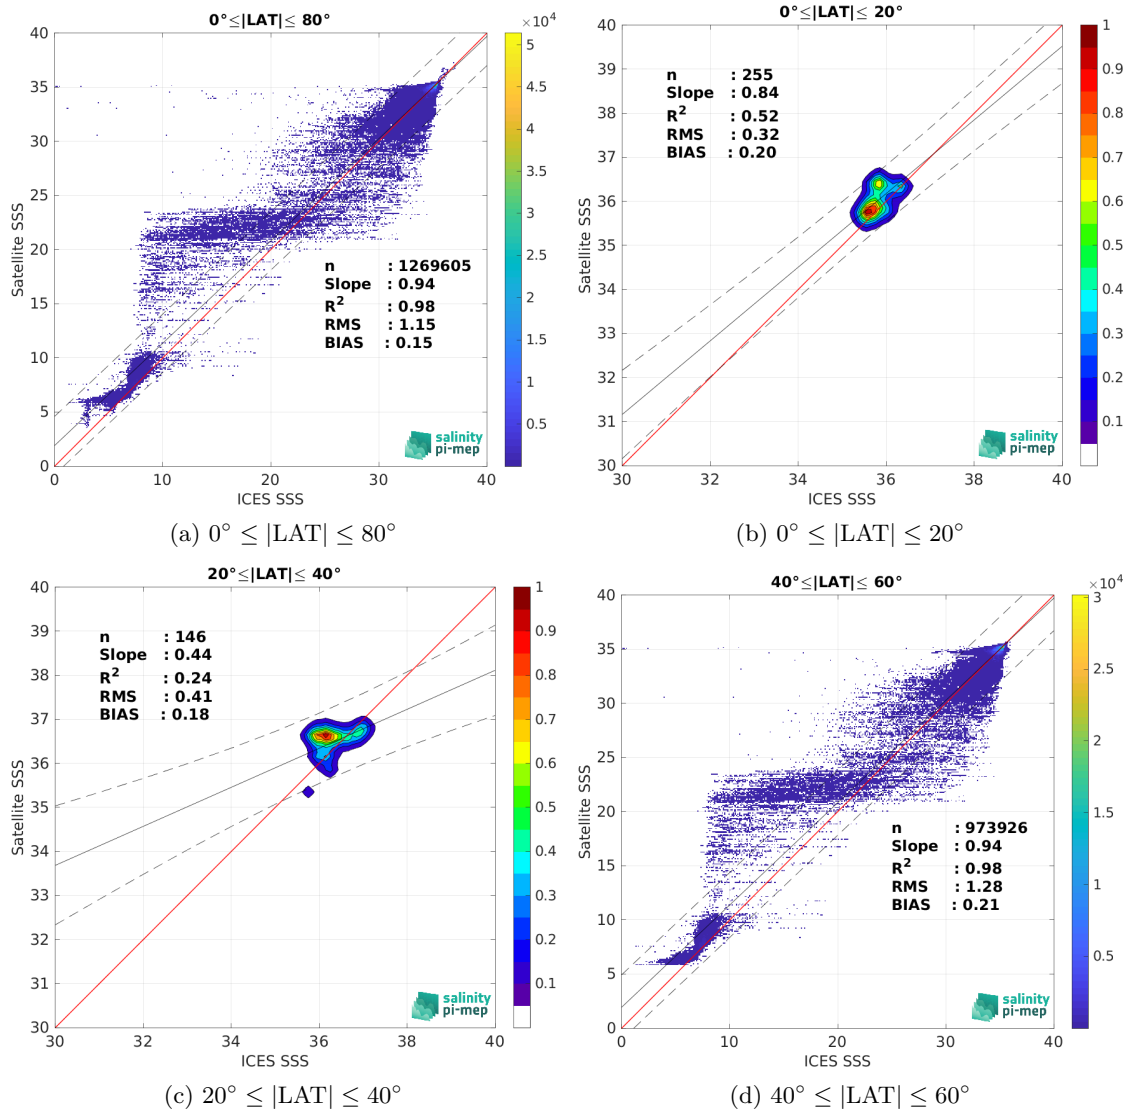 0°≤|LAT|≤ 80°
×10⁴
40
35
30
25
20
15
10
5
0
0
10
20
30
40
5
4.5
4
3.5
3
2.5
2
1.5
1
0.5
Satellite SSS
ICES SSS
n : 1269605
Slope : 0.94
R² : 0.98
RMS : 1.15
BIAS : 0.15
salinity
pi-mep
(a) 0° ≤ |LAT| ≤ 80°
0°≤|LAT|≤ 20°
40
39
38
37
36
35
34
33
32
31
30
30
32
34
36
38
40
1
0.9
0.8
0.7
0.6
0.5
0.4
0.3
0.2
0.1
Satellite SSS
ICES SSS
n : 255
Slope : 0.84
R² : 0.52
RMS : 0.32
BIAS : 0.20
salinity
pi-mep
(b) 0° ≤ |LAT| ≤ 20°
20°≤|LAT|≤ 40°
40
39
38
37
36
35
34
33
32
31
30
30
32
34
36
38
40
1
0.9
0.8
0.7
0.6
0.5
0.4
0.3
0.2
0.1
Satellite SSS
ICES SSS
n : 146
Slope : 0.44
R² : 0.24
RMS : 0.41
BIAS : 0.18
salinity
pi-mep
(c) 20° ≤ |LAT| ≤ 40°
40°≤|LAT|≤ 60°
×10⁴
40
35
30
25
20
15
10
5
0
0
10
20
30
40
3
2.5
2
1.5
1
0.5
Satellite SSS
ICES SSS
n : 973926
Slope : 0.94
R² : 0.98
RMS : 1.28
BIAS : 0.21
salinity
pi-mep
(d) 40° ≤ |LAT| ≤ 60°